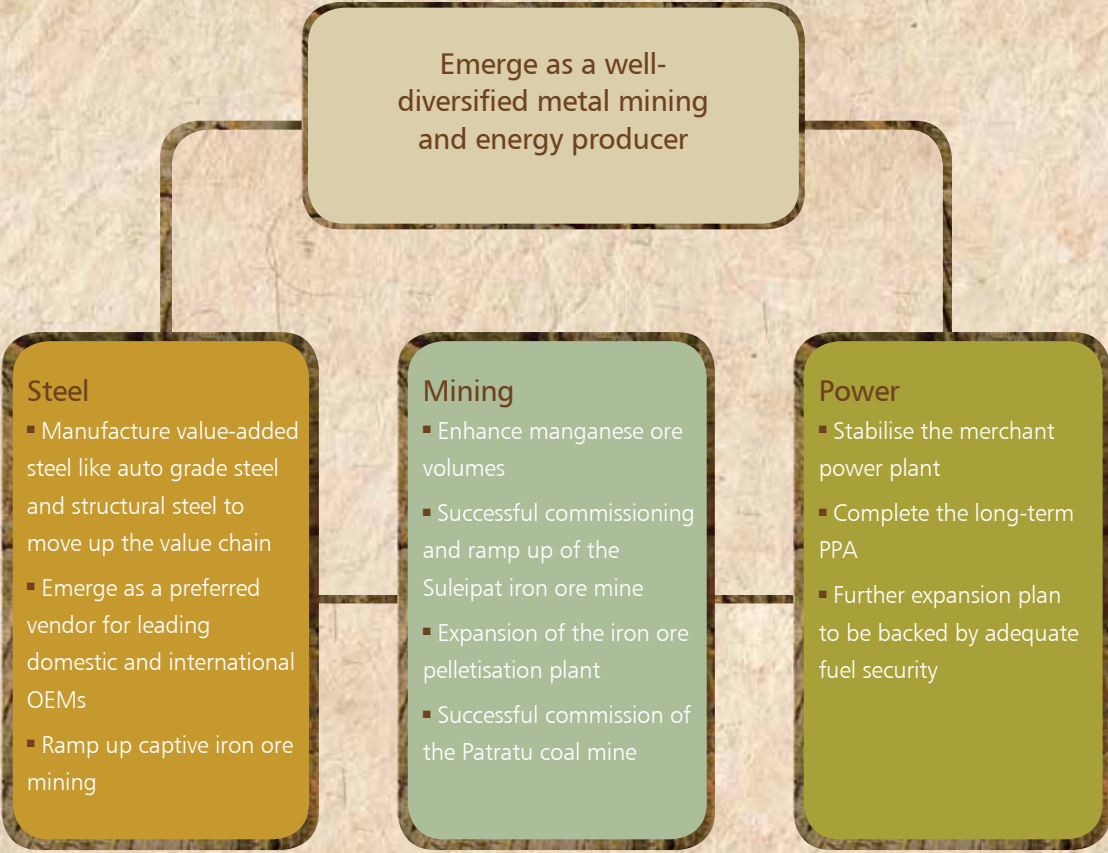 Emerge as a well-
diversified metal mining
and energy producer
Steel
▪ Manufacture value-added
steel like auto grade steel
and structural steel to
move up the value chain
▪ Emerge as a preferred
vendor for leading
domestic and international
OEMs
▪ Ramp up captive iron ore
mining
Mining
▪ Enhance manganese ore
volumes
▪ Successful commissioning
and ramp up of the
Suleipat iron ore mine
▪ Expansion of the iron ore
pelletisation plant
▪ Successful commission of
the Patratu coal mine
Power
▪ Stabilise the merchant
power plant
▪ Complete the long-term
PPA
▪ Further expansion plan
to be backed by adequate
fuel security